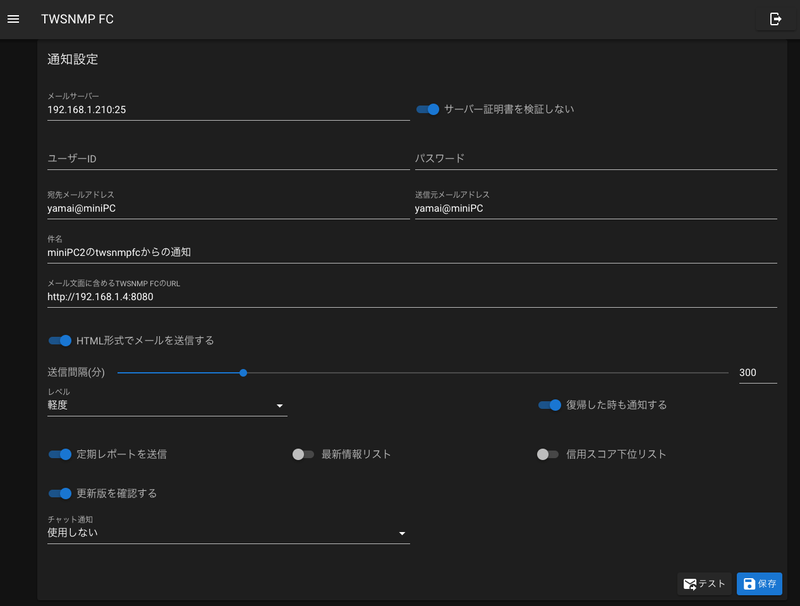 TWSNMP FC
通知設定
メールサーバー
192.168.1.210:25
サーバー証明書を検証しない
ユーザーID
パスワード
宛先メールアドレス
送信元メールアドレス
yamai@miniPC
yamai@miniPC
件名
miniPC2のtwsnmpfcからの通知
メール文面に含めるTWSNMP FCのURL
http://192.168.1.4:8080
HTML形式でメールを送信する
送信間隔(分)
300
レベル
軽度
復帰した時も通知する
定期レポートを送信
最新情報リスト
信用スコア下位リスト
更新版を確認する
チャット通知
使用しない
テスト
保存